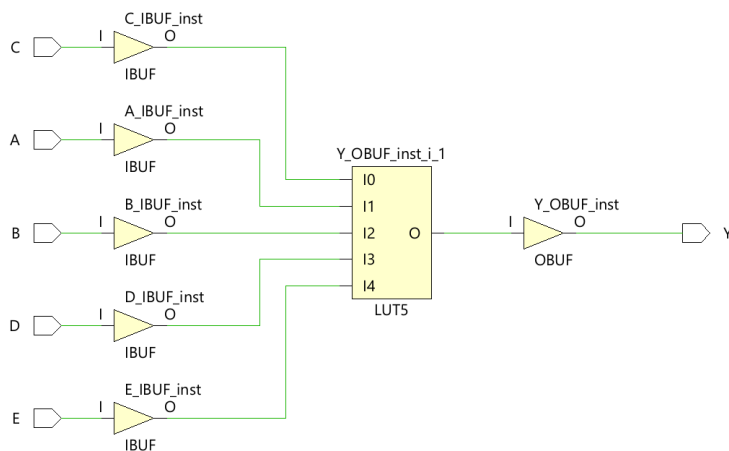 C_IBUF_inst
C
I
O
IBUF
A_IBUF_inst
A
I
O
IBUF
Y_OBUF_inst_i_1
I0
I1
B_IBUF_inst
B
I
O
IBUF
I2
O
I3
I4
LUT5
Y_OBUF_inst
I
O
OBUF
Y
D_IBUF_inst
D
I
O
IBUF
E_IBUF_inst
E
I
O
IBUF